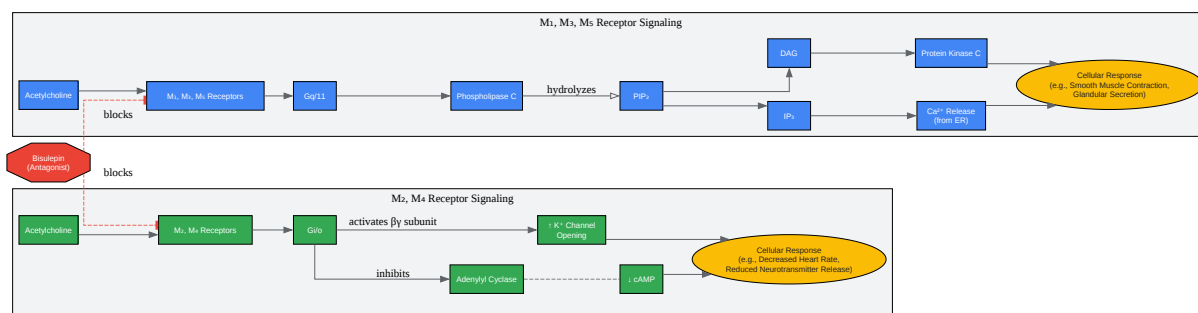 M₁, M₃, M₅ Receptor Signaling
DAG
Protein Kinase C
Acetylcholine
M₁, M₃, M₅ Receptors
Gq/11
Phospholipase C
hydrolyzes
PIP₂
Cellular Response
(e.g., Smooth Muscle Contraction,
Glandular Secretion)
blocks
IP₃
Ca²⁺ Release
(from ER)
Bisulepin
(Antagonist)
blocks
M₂, M₄ Receptor Signaling
Acetylcholine
M₂, M₄ Receptors
Gi/o
activates βγ subunit
↑ K⁺ Channel
Opening
Cellular Response
(e.g., Decreased Heart Rate,
Reduced Neurotransmitter Release)
inhibits
Adenylyl Cyclase
↓ cAMP